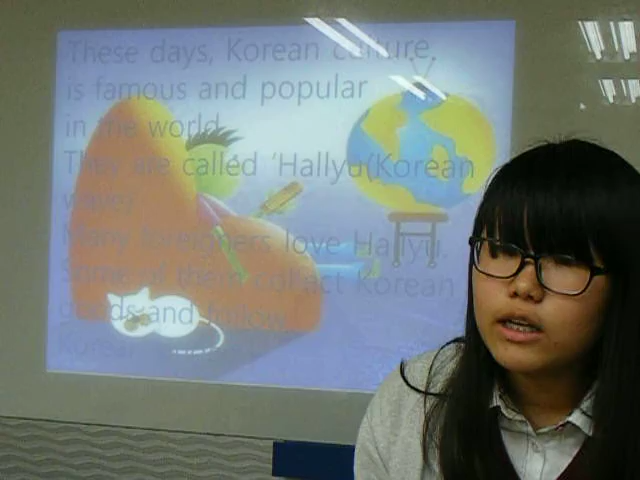 These days, Korean culture
is famous and popular
in the world.
They are called 'Hallyu(Korean
wave)'
Many foreigners love Hallyu.
Some of them collect Korean
and follow